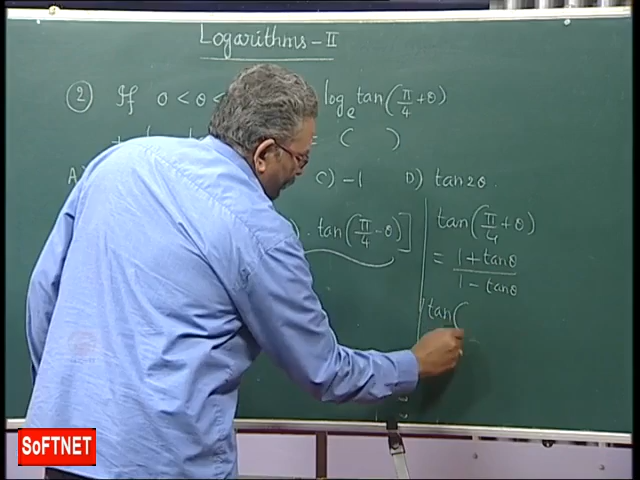 Logarithms - II
② If 0 < θ < log_e tan(π/4 + θ)
= ( )
A) C) -1 D) tan2θ.
). tan(π/4 - θ)]
tan(π/4 + θ)
= (1 + tanθ)/(1 - tanθ)
tan(
SoFTNET